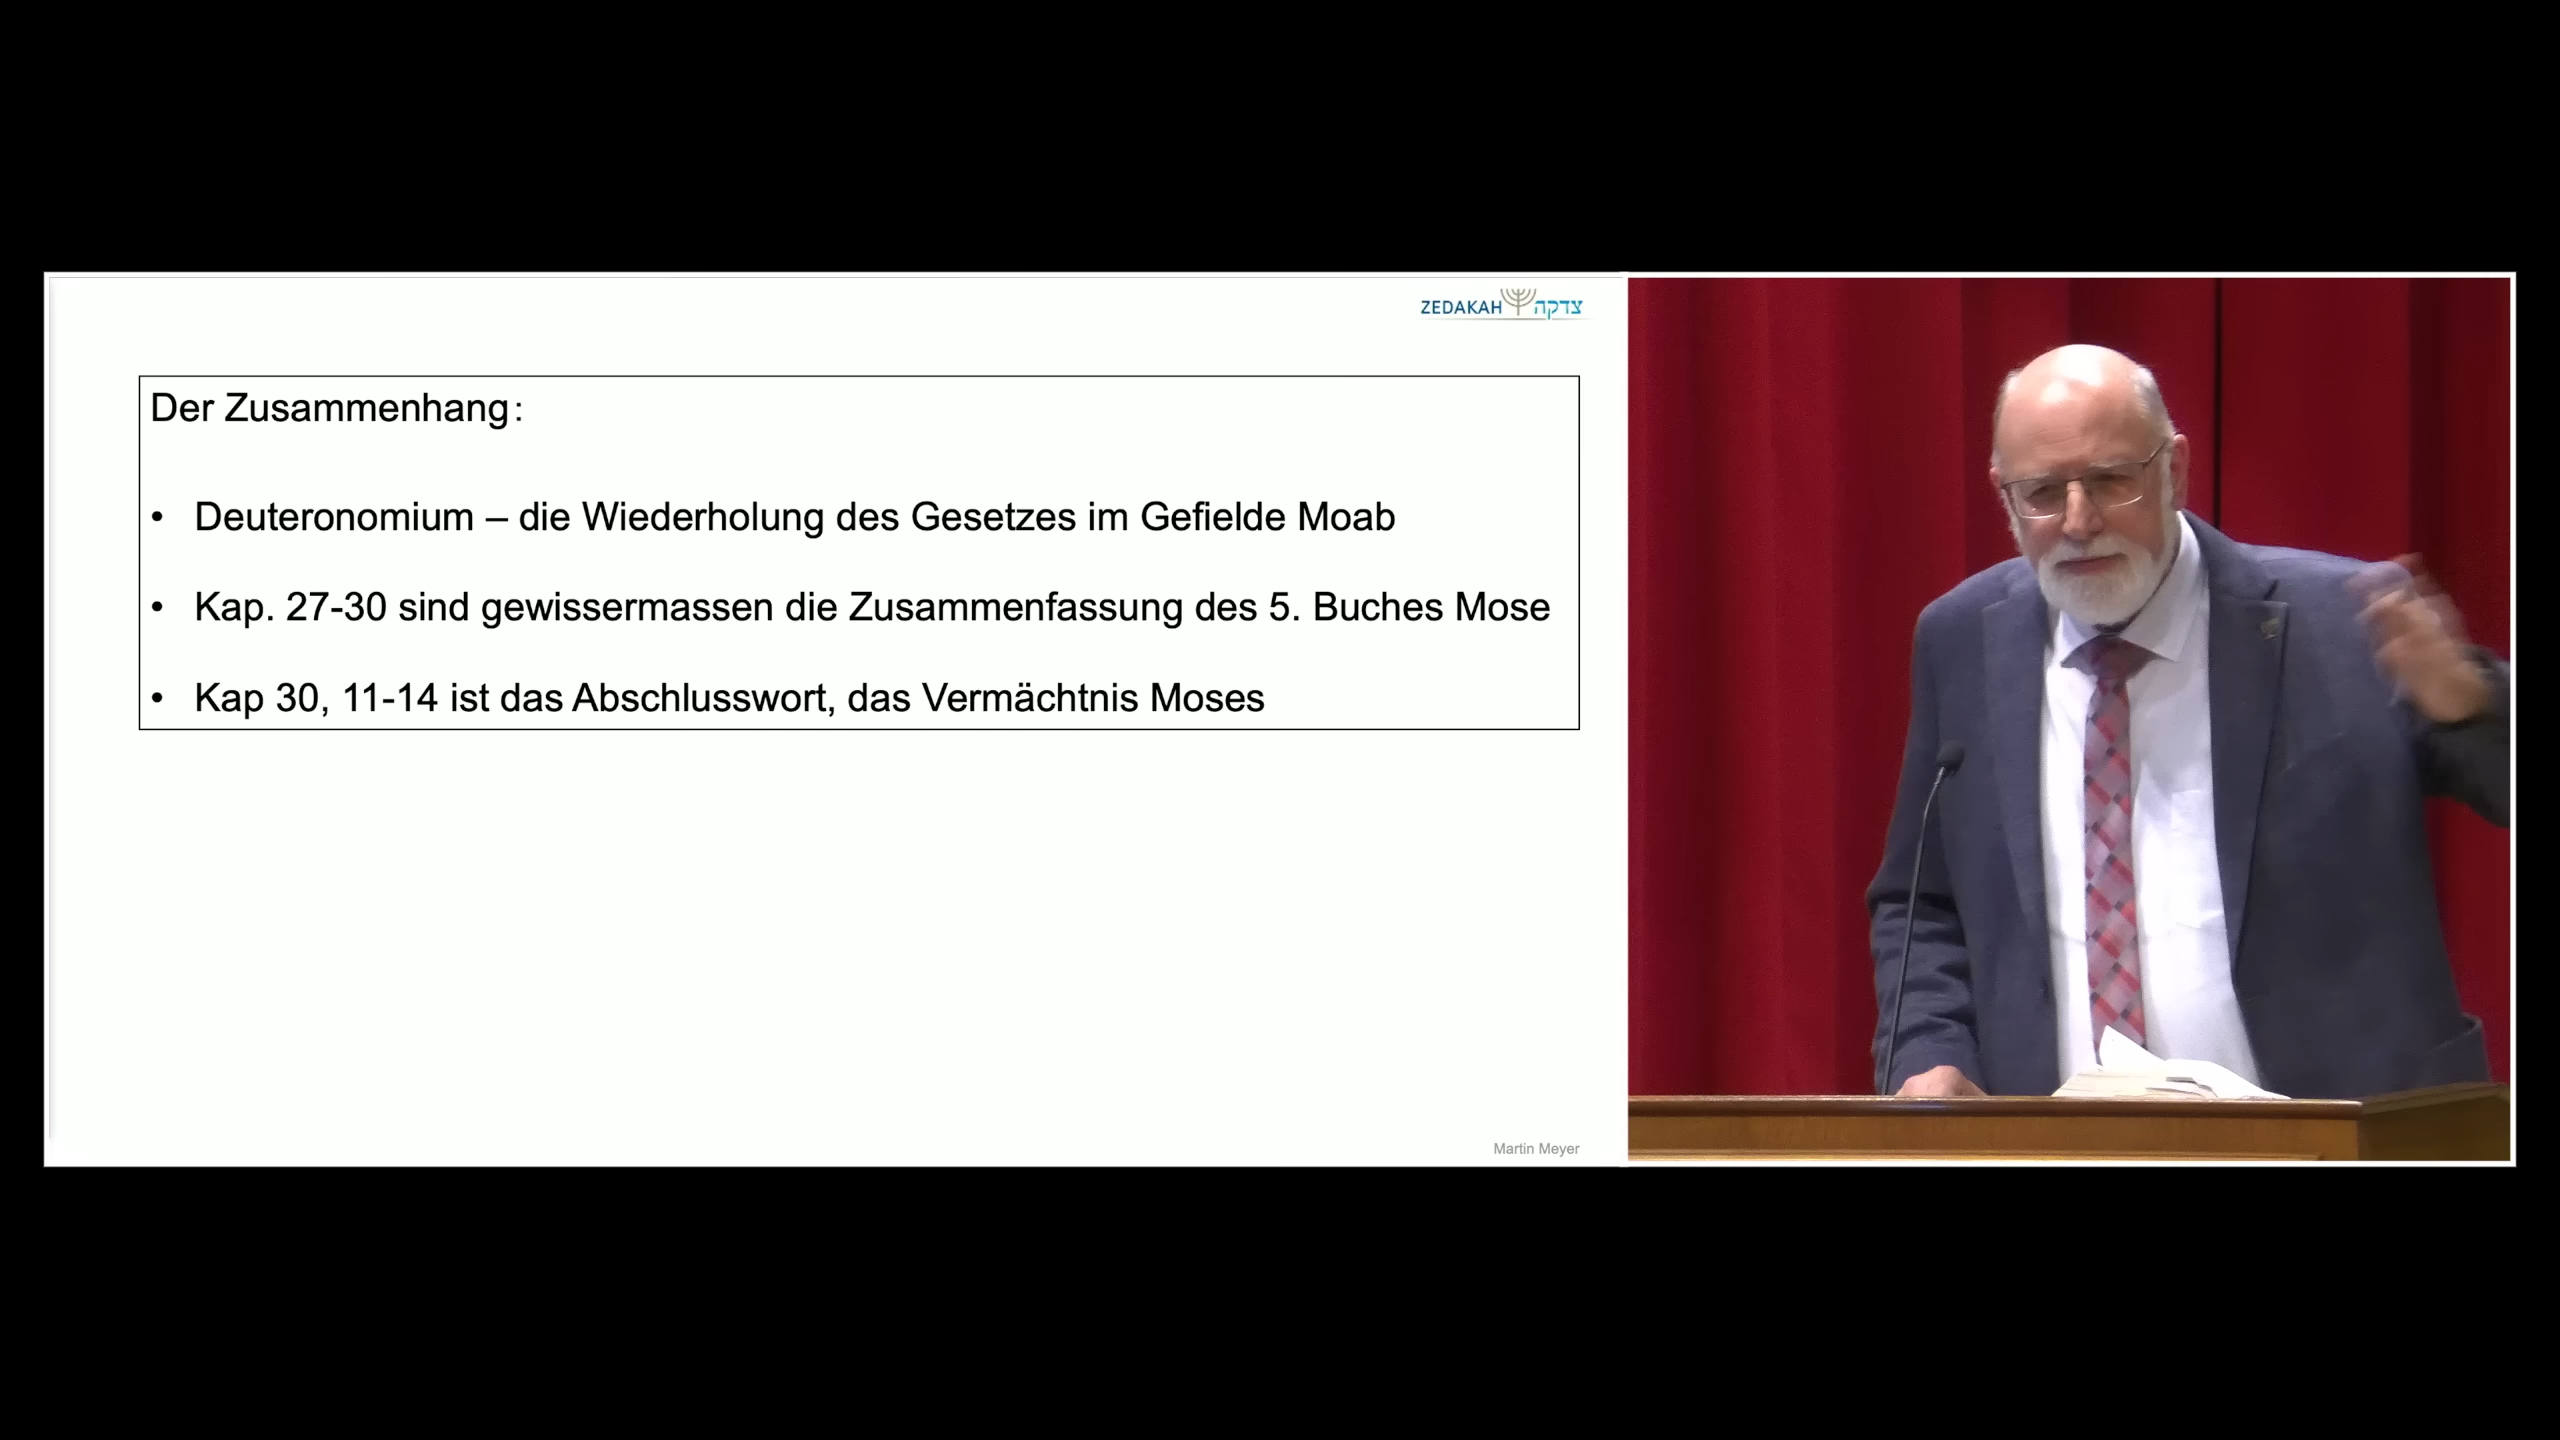 ZEDAKAH צדקה
Der Zusammenhang:
• Deuteronomium – die Wiederholung des Gesetzes im Gefielde Moab
• Kap. 27-30 sind gewissermassen die Zusammenfassung des 5. Buches Mose
• Kap 30, 11-14 ist das Abschlusswort, das Vermächtnis Moses
Martin Meyer